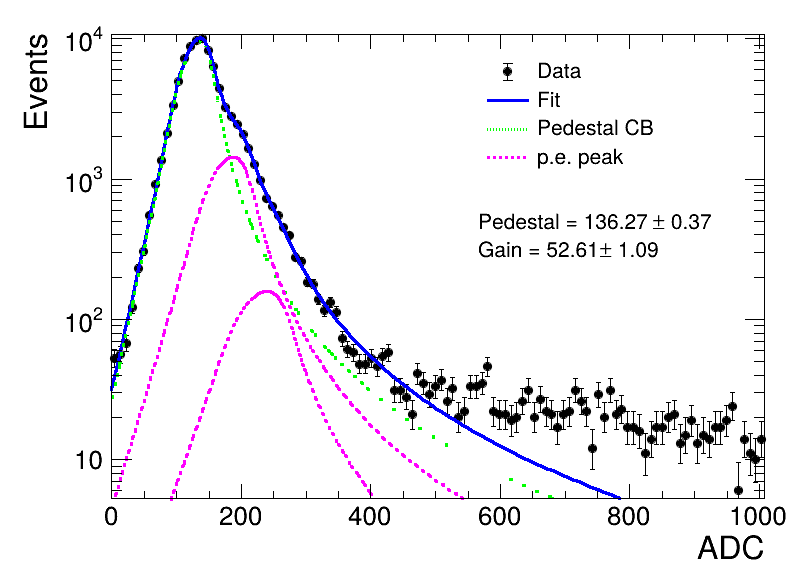 Events
10^4
10^3
10^2
10
Data
Fit
Pedestal CB
p.e. peak
Pedestal = 136.27 ± 0.37
Gain = 52.61± 1.09
0 200 400 600 800 1000
ADC